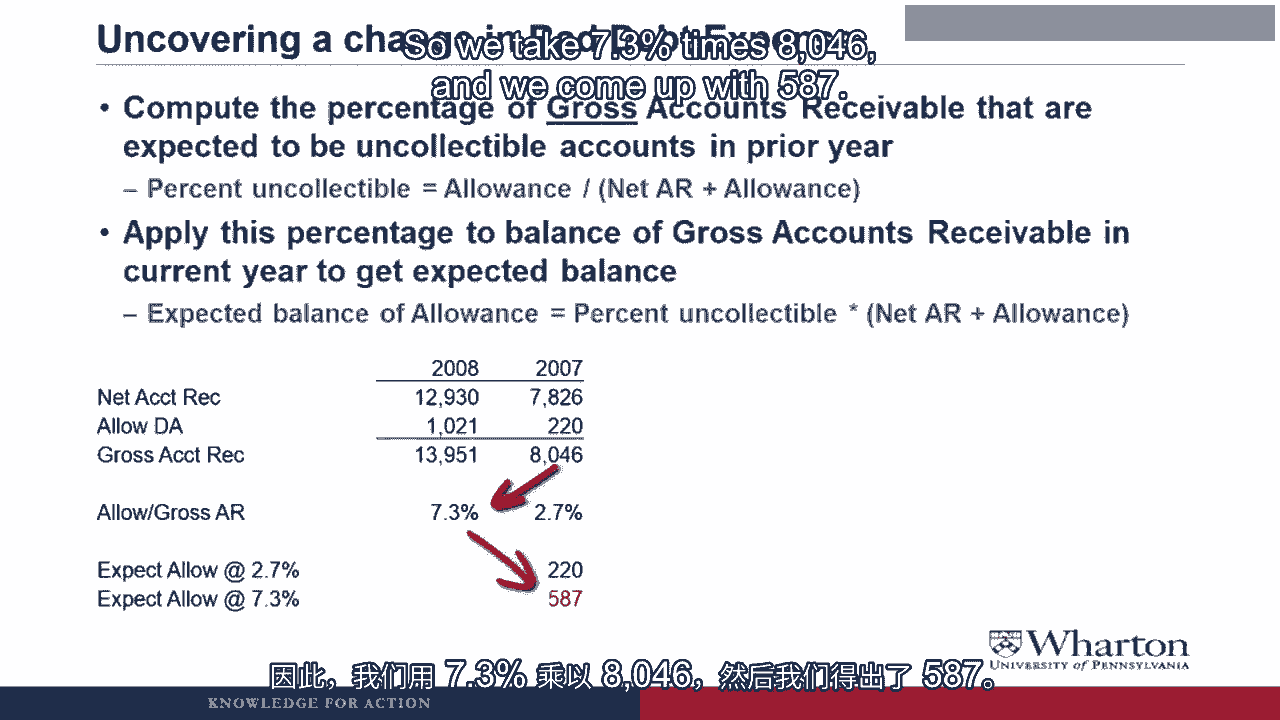 Uncovering a change in Bad Debt Expense
So we take 7.3% times 8,046,
and we come up with 587.
• Compute the percentage of Gross Accounts Receivable that are
expected to be uncollectible accounts in prior year
– Percent uncollectible = Allowance / (Net AR + Allowance)
• Apply this percentage to balance of Gross Accounts Receivable in
current year to get expected balance
– Expected balance of Allowance = Percent uncollectible * (Net AR + Allowance)
2008 2007
Net Acct Rec 12,930 7,826
Allow DA 1,021 220
Gross Acct Rec 13,951 8,046
Allow/Gross AR 7.3% 2.7%
Expect Allow @ 2.7% 220
Expect Allow @ 7.3% 587
Wharton
UNIVERSITY of PENNSYLVANIA
因此，我们用 7.3% 乘以 8,046，然后我们得出了 587。
KNOWLEDGE FOR ACTION